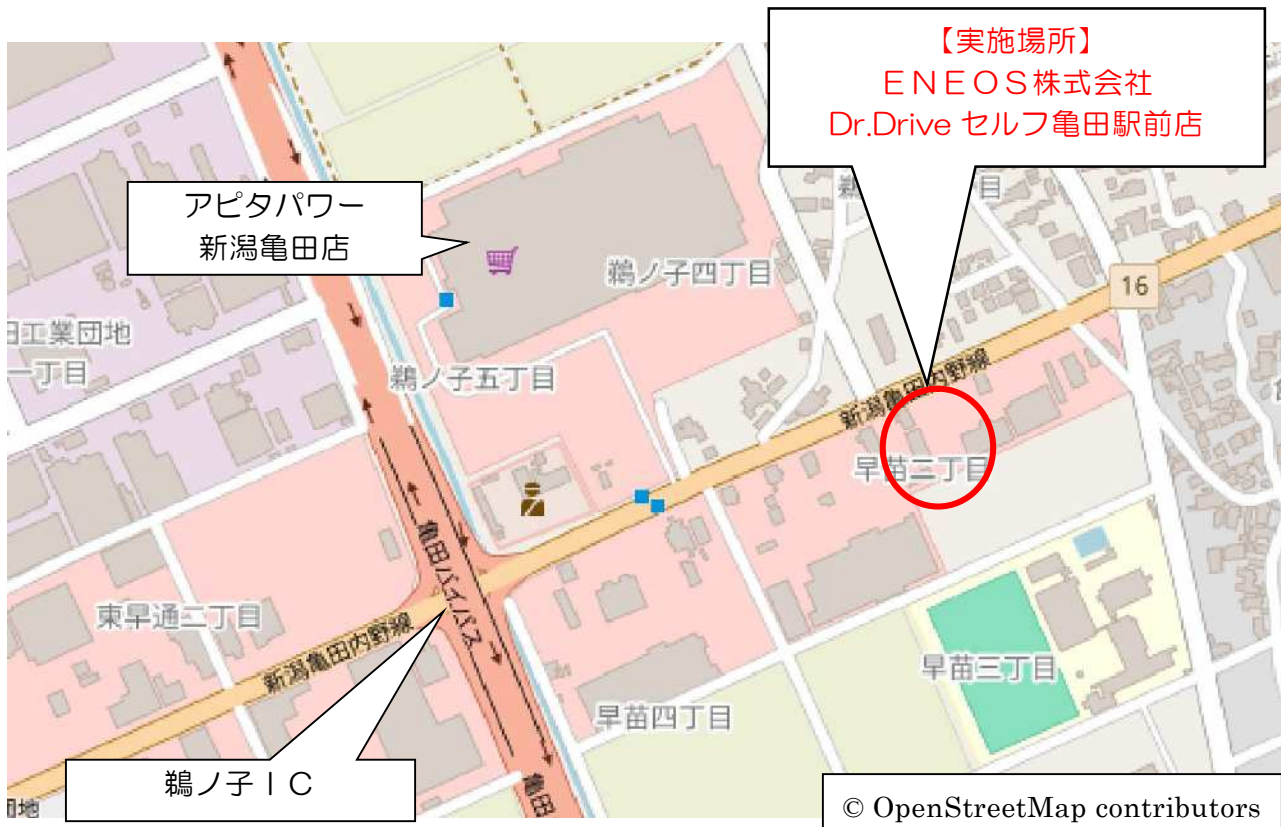 【実施場所】
ENEOS株式会社
Dr.Drive セルフ亀田駅前店
アピタパワー
新潟亀田店
鵜ノ子四丁目
16
田工業団地
一丁目
鵜ノ子五丁目
新潟亀田内野線
早苗二丁目
亀田バイパス
東早通二丁目
新潟亀田内野線
早苗三丁目
早苗四丁目
鵜ノ子IC
亀田
団地
目
© OpenStreetMap contributors